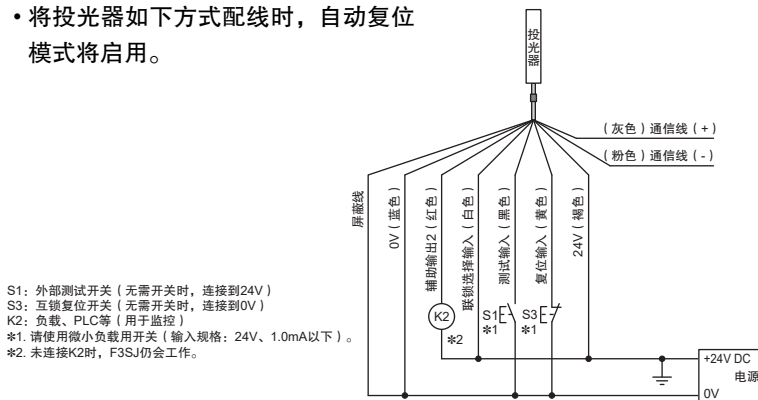 •将投光器如下方式配线时，自动复位
模式将启用。
投光器
（灰色）通信线（+）
（粉色）通信线（-）
屏蔽线
0V（蓝色）
辅助输出2（红色）
联锁选择输入（白色）
测试输入（黑色）
复位输入（黄色）
24V（褐色）
K2
*2
S1
*1
S3
*1
S1：外部测试开关（无需开关时，连接到24V）
S3：互锁复位开关（无需开关时，连接到0V）
K2：负载、PLC等（用于监控）
*1. 请使用微小负载用开关（输入规格：24V、1.0mA以下）。
*2. 未连接K2时，F3SJ仍会工作。
+24V DC
电源
0V